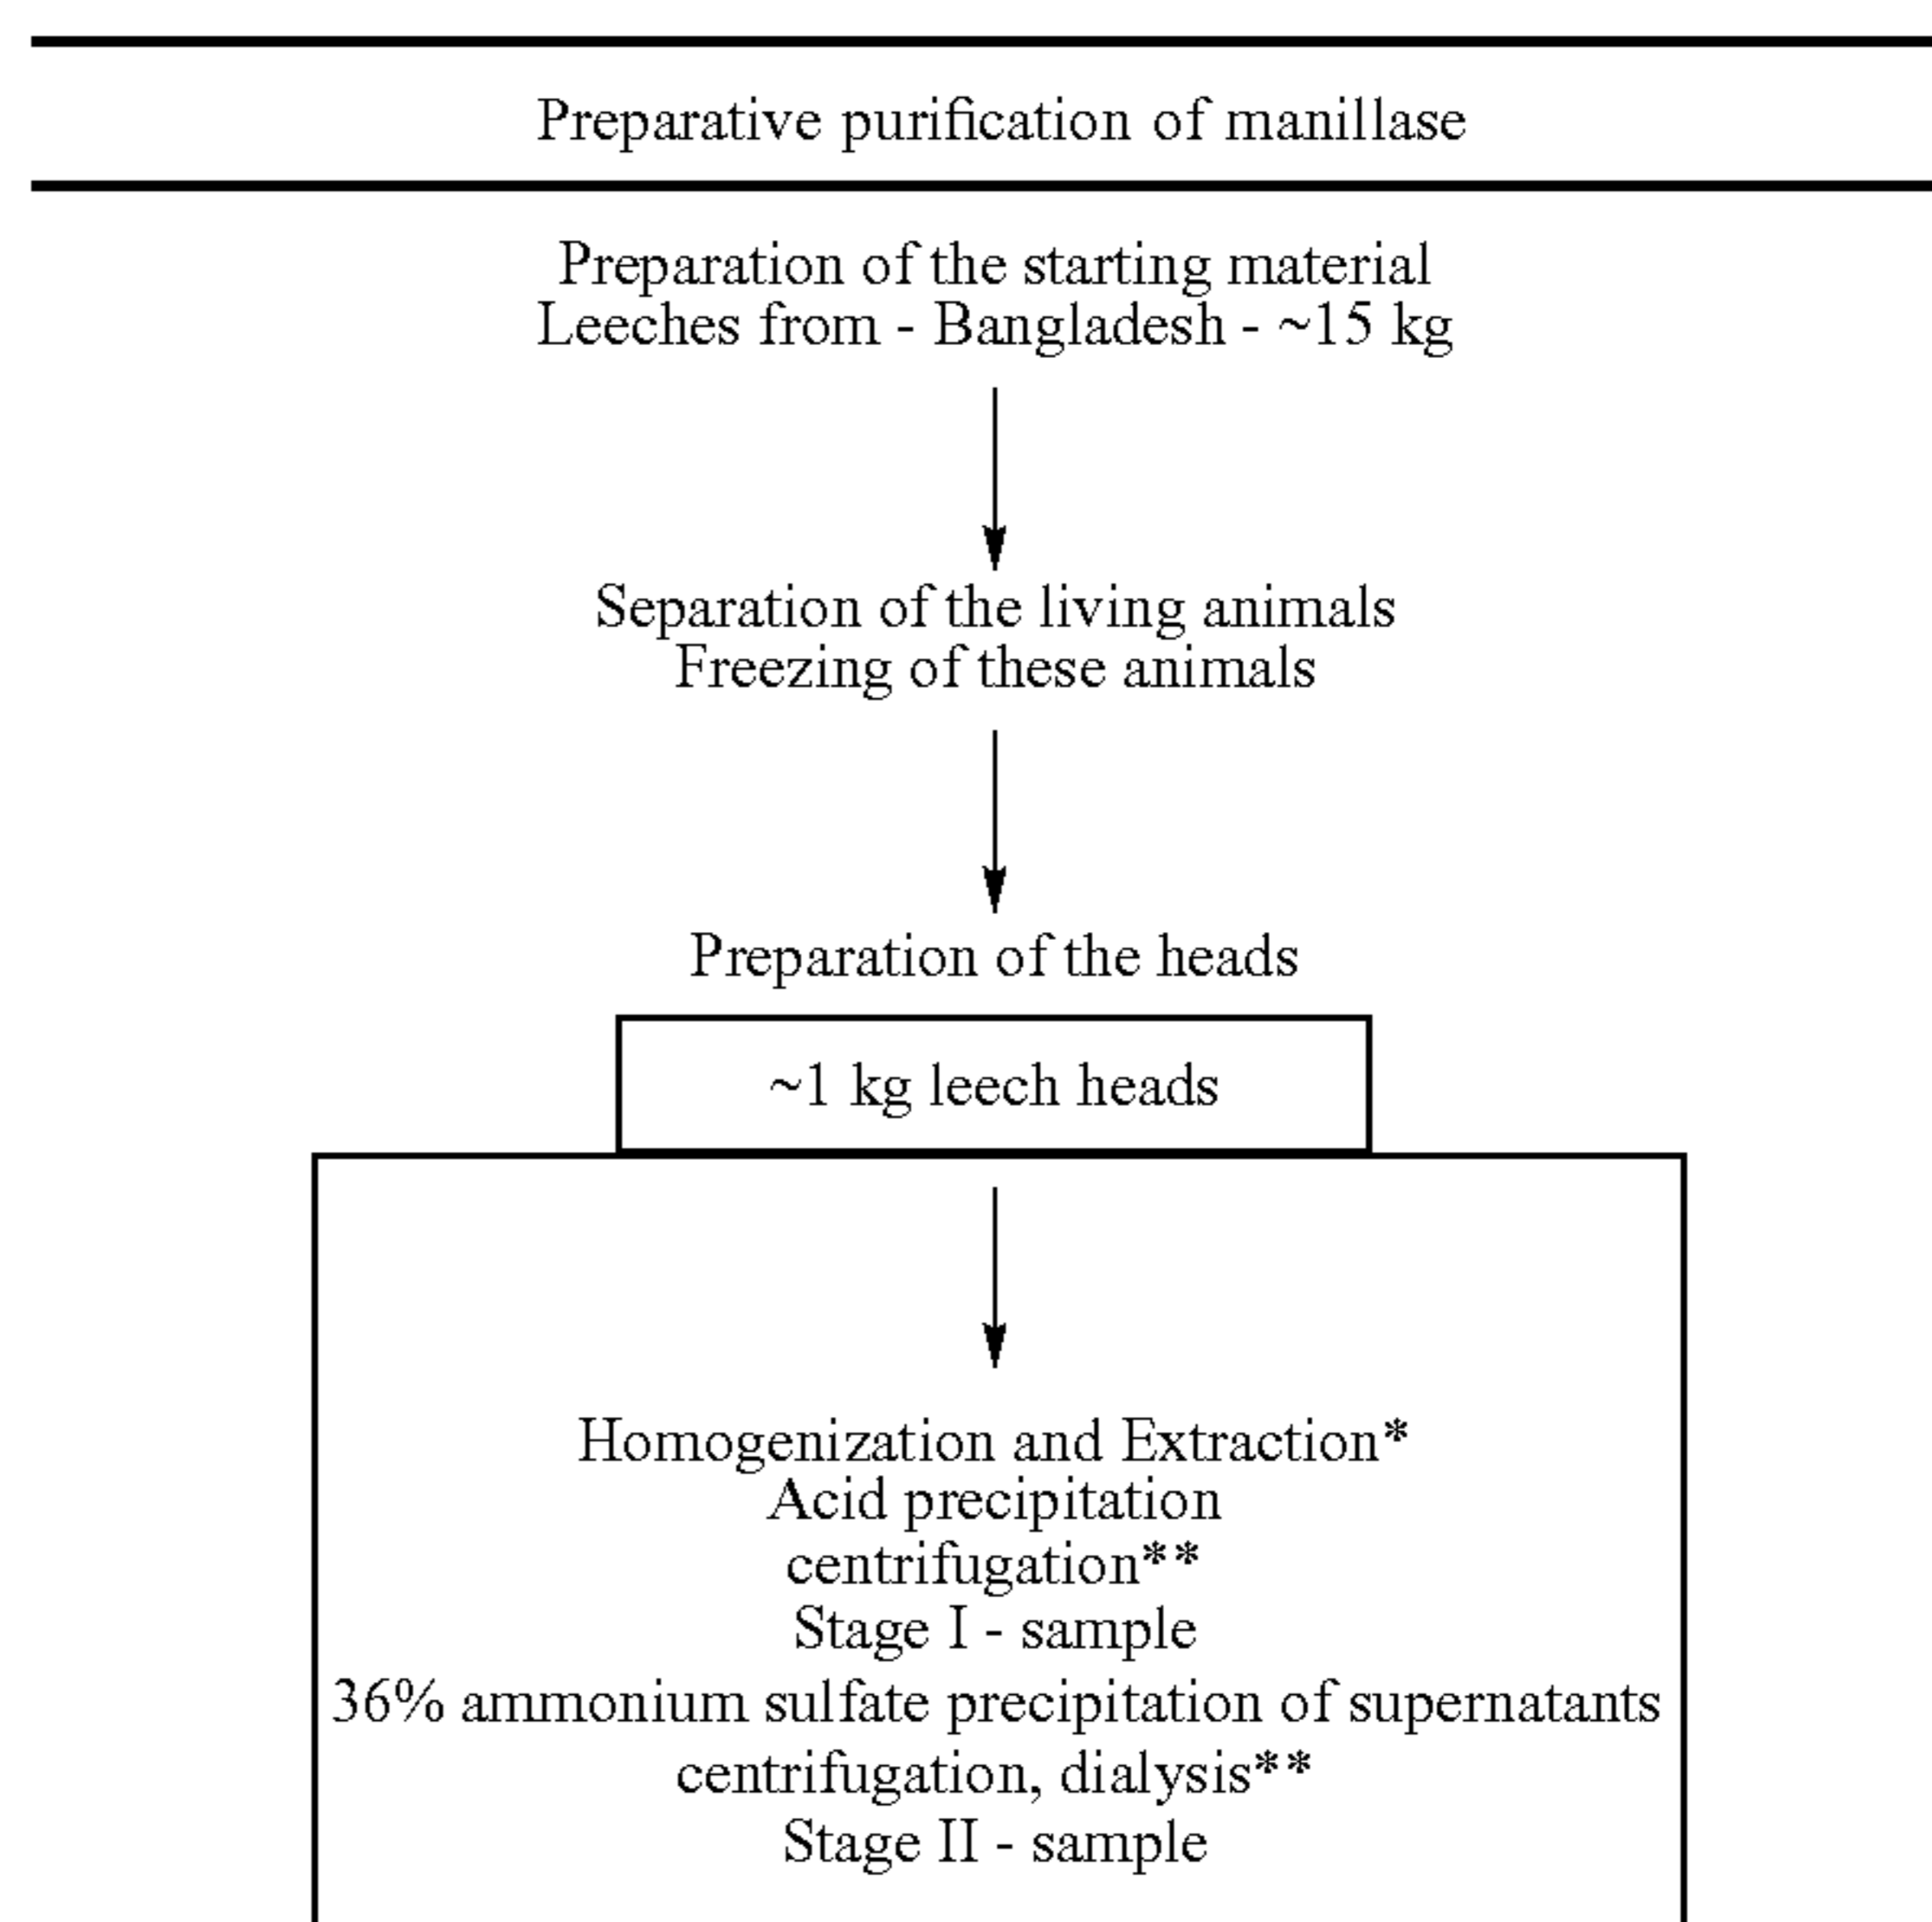 Preparative purification of manillase
Preparation of the starting material
Leeches from - Bangladesh - ~15 kg
Separation of the living animals
Freezing of these animals
Preparation of the heads
~1 kg leech heads
Homogenization and Extraction*
Acid precipitation
centrifugation**
Stage I - sample
36% ammonium sulfate precipitation of supernatants
centrifugation, dialysis**
Stage II - sample